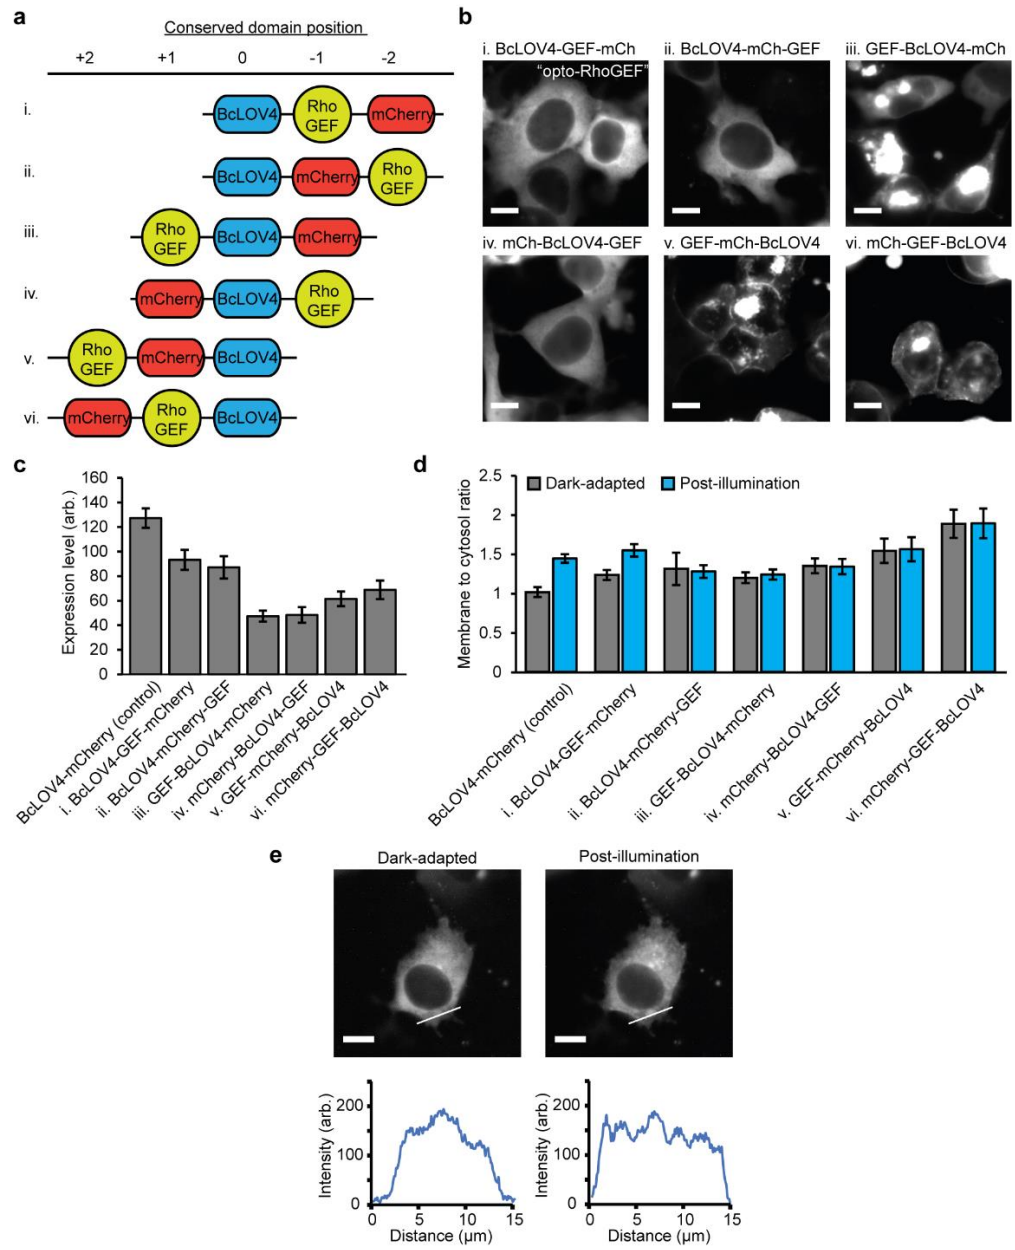 a
Conserved domain position
+2 +1 0 -1 -2
i. BcLOV4 Rho GEF mCherry
ii. BcLOV4 mCherry Rho GEF
iii. Rho GEF BcLOV4 mCherry
iv. mCherry BcLOV4 Rho GEF
v. Rho GEF mCherry BcLOV4
vi. mCherry Rho GEF BcLOV4
b
i. BcLOV4-GEF-mCh
"opto-RhoGEF"
ii. BcLOV4-mCh-GEF
iii. GEF-BcLOV4-mCh
iv. mCh-BcLOV4-GEF
v. GEF-mCh-BcLOV4
vi. mCh-GEF-BcLOV4
c
Expression level (arb.)
160
140
120
100
80
60
40
20
0
BcLOV4-mCherry (control)
i. BcLOV4-GEF-mCherry
ii. BcLOV4-mCherry-GEF
iii. GEF-BcLOV4-mCherry
iv. mCherry-BcLOV4-GEF
v. GEF-mCherry-BcLOV4
vi. mCherry-GEF-BcLOV4
d
Membrane to cytosol ratio
2.5
2
1.5
1
0.5
0
Dark-adapted
Post-illumination
BcLOV4-mCherry (control)
i. BcLOV4-GEF-mCherry
ii. BcLOV4-mCherry-GEF
iii. GEF-BcLOV4-mCherry
iv. mCherry-BcLOV4-GEF
v. GEF-mCherry-BcLOV4
vi. mCherry-GEF-BcLOV4
e
Dark-adapted
Post-illumination
Intensity (arb.)
200
100
0
0 5 10 15
Distance (µm)
Intensity (arb.)
200
100
0
0 5 10 15
Distance (µm)